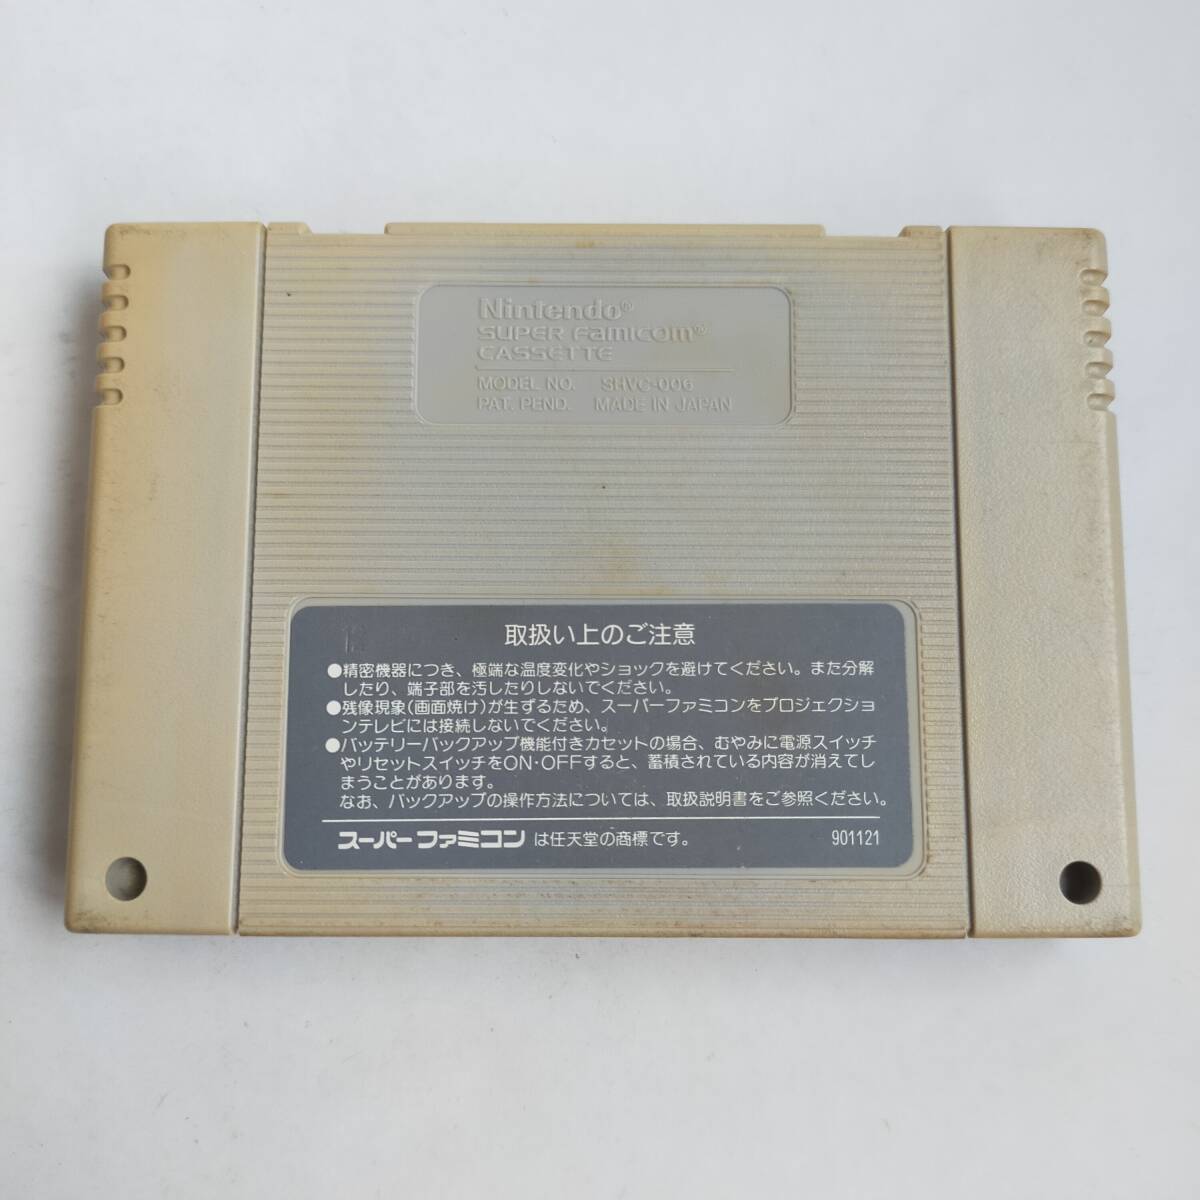 Nintendo®
SUPER Famicom®
CASSETTE
MODEL NO. SHVC-006
PAT. PEND. MADE IN JAPAN
取扱い上のご注意
●精密機器につき、極端な温度変化やショックを避けてください。また分解
したり、端子部を汚したりしないでください。
●残像現象(画面焼け)が生ずるため、スーパーファミコンをプロジェクショ
ンテレビには接続しないでください。
●バッテリーバックアップ機能付きカセットの場合、むやみに電源スイッチ
やリセットスイッチをON・OFFすると、蓄積されている内容が消えてし
まうことがあります。
なお、バックアップの操作方法については、取扱説明書をご参照ください。
スーパーファミコン は任天堂の商標です。 901121